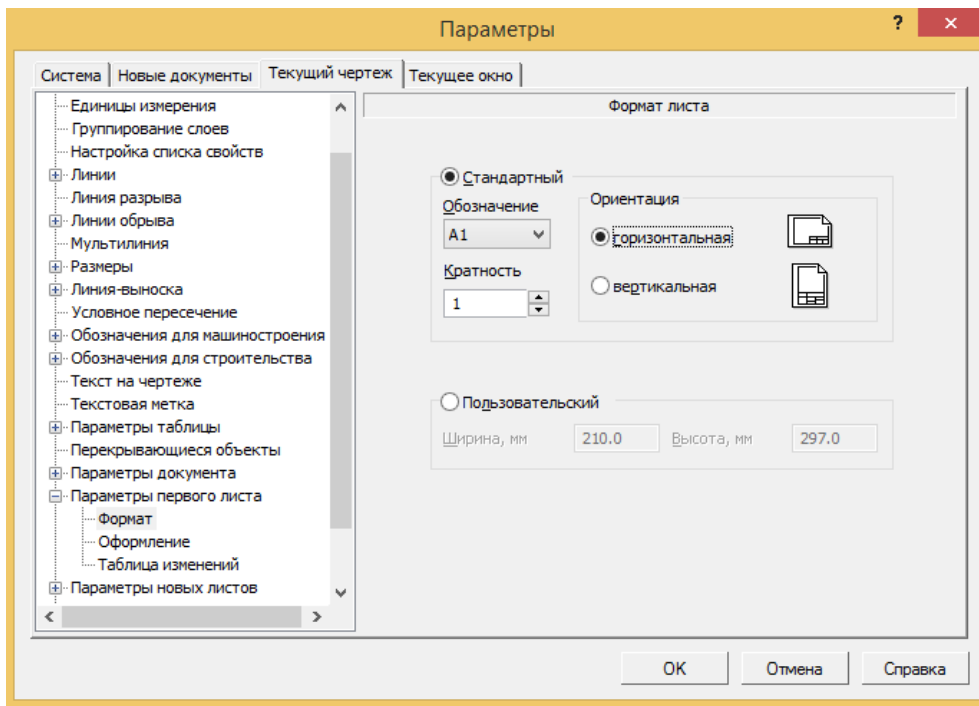 Параметры
?
×
Система Новые документы Текущий чертеж Текущее окно
Единицы измерения
Группирование слоев
Настройка списка свойств
Линии
Линия разрыва
Линии обрыва
Мультилиния
Размеры
Линия-выноска
Условное пересечение
Обозначения для машиностроения
Обозначения для строительства
Текст на чертеже
Текстовая метка
Параметры таблицы
Перекрывающиеся объекты
Параметры документа
Параметры первого листа
Формат
Оформление
Таблица изменений
Параметры новых листов
Формат листа
Стандартный
Обозначение
A1
Кратность
1
Ориентация
горизонтальная
вертикальная
Пользовательский
Ширина, мм 210.0 Высота, мм 297.0
OK Отмена Справка